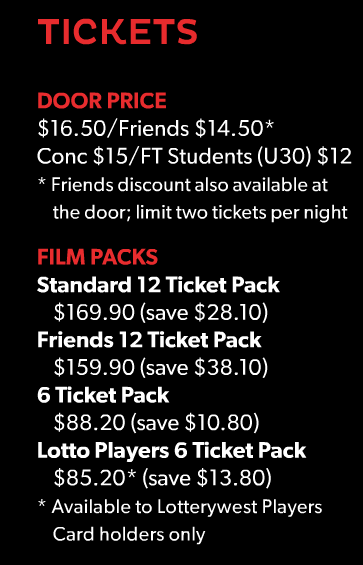 TICKETS
DOOR PRICE
$16.50/Friends $14.50*
Conc $15/FT Students (U30) $12
* Friends discount also available at
the door; limit two tickets per night
FILM PACKS
Standard 12 Ticket Pack
$169.90 (save $28.10)
Friends 12 Ticket Pack
$159.90 (save $38.10)
6 Ticket Pack
$88.20 (save $10.80)
Lotto Players 6 Ticket Pack
$85.20* (save $13.80)
* Available to Lotterywest Players
Card holders only